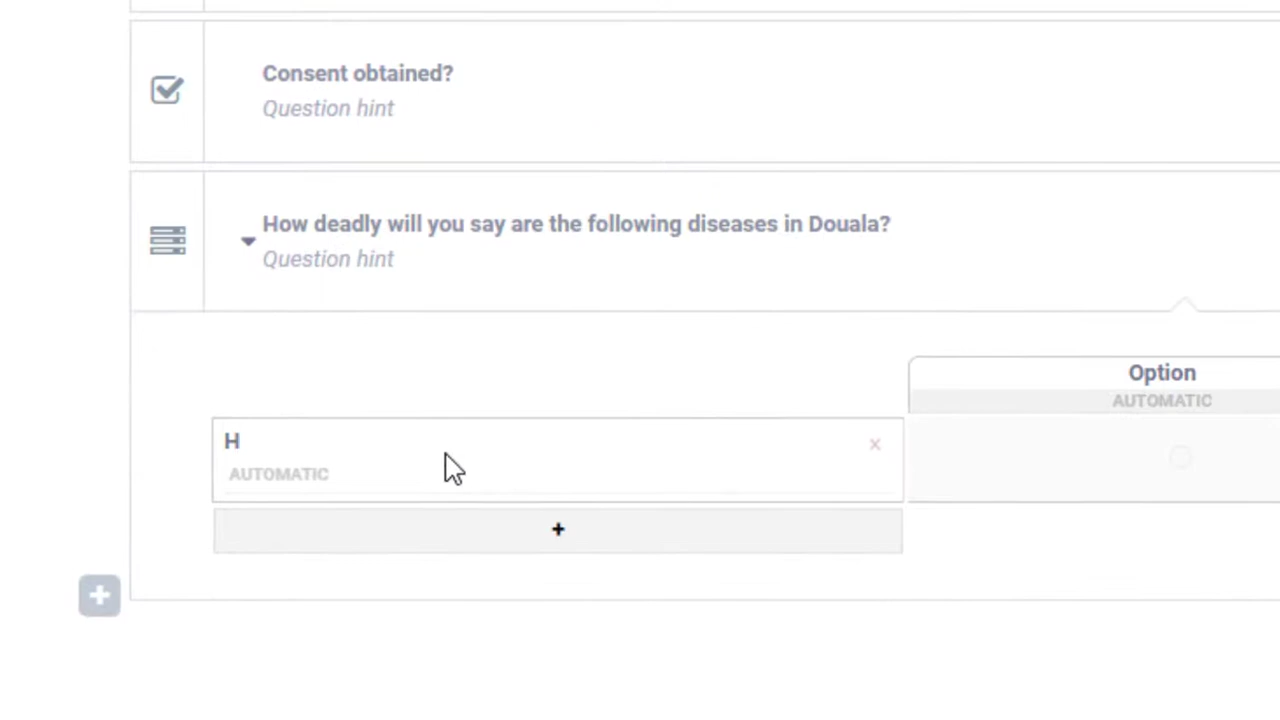 Consent obtained?
Question hint
How deadly will you say are the following diseases in Douala?
Question hint
Option
AUTOMATIC
H
AUTOMATIC